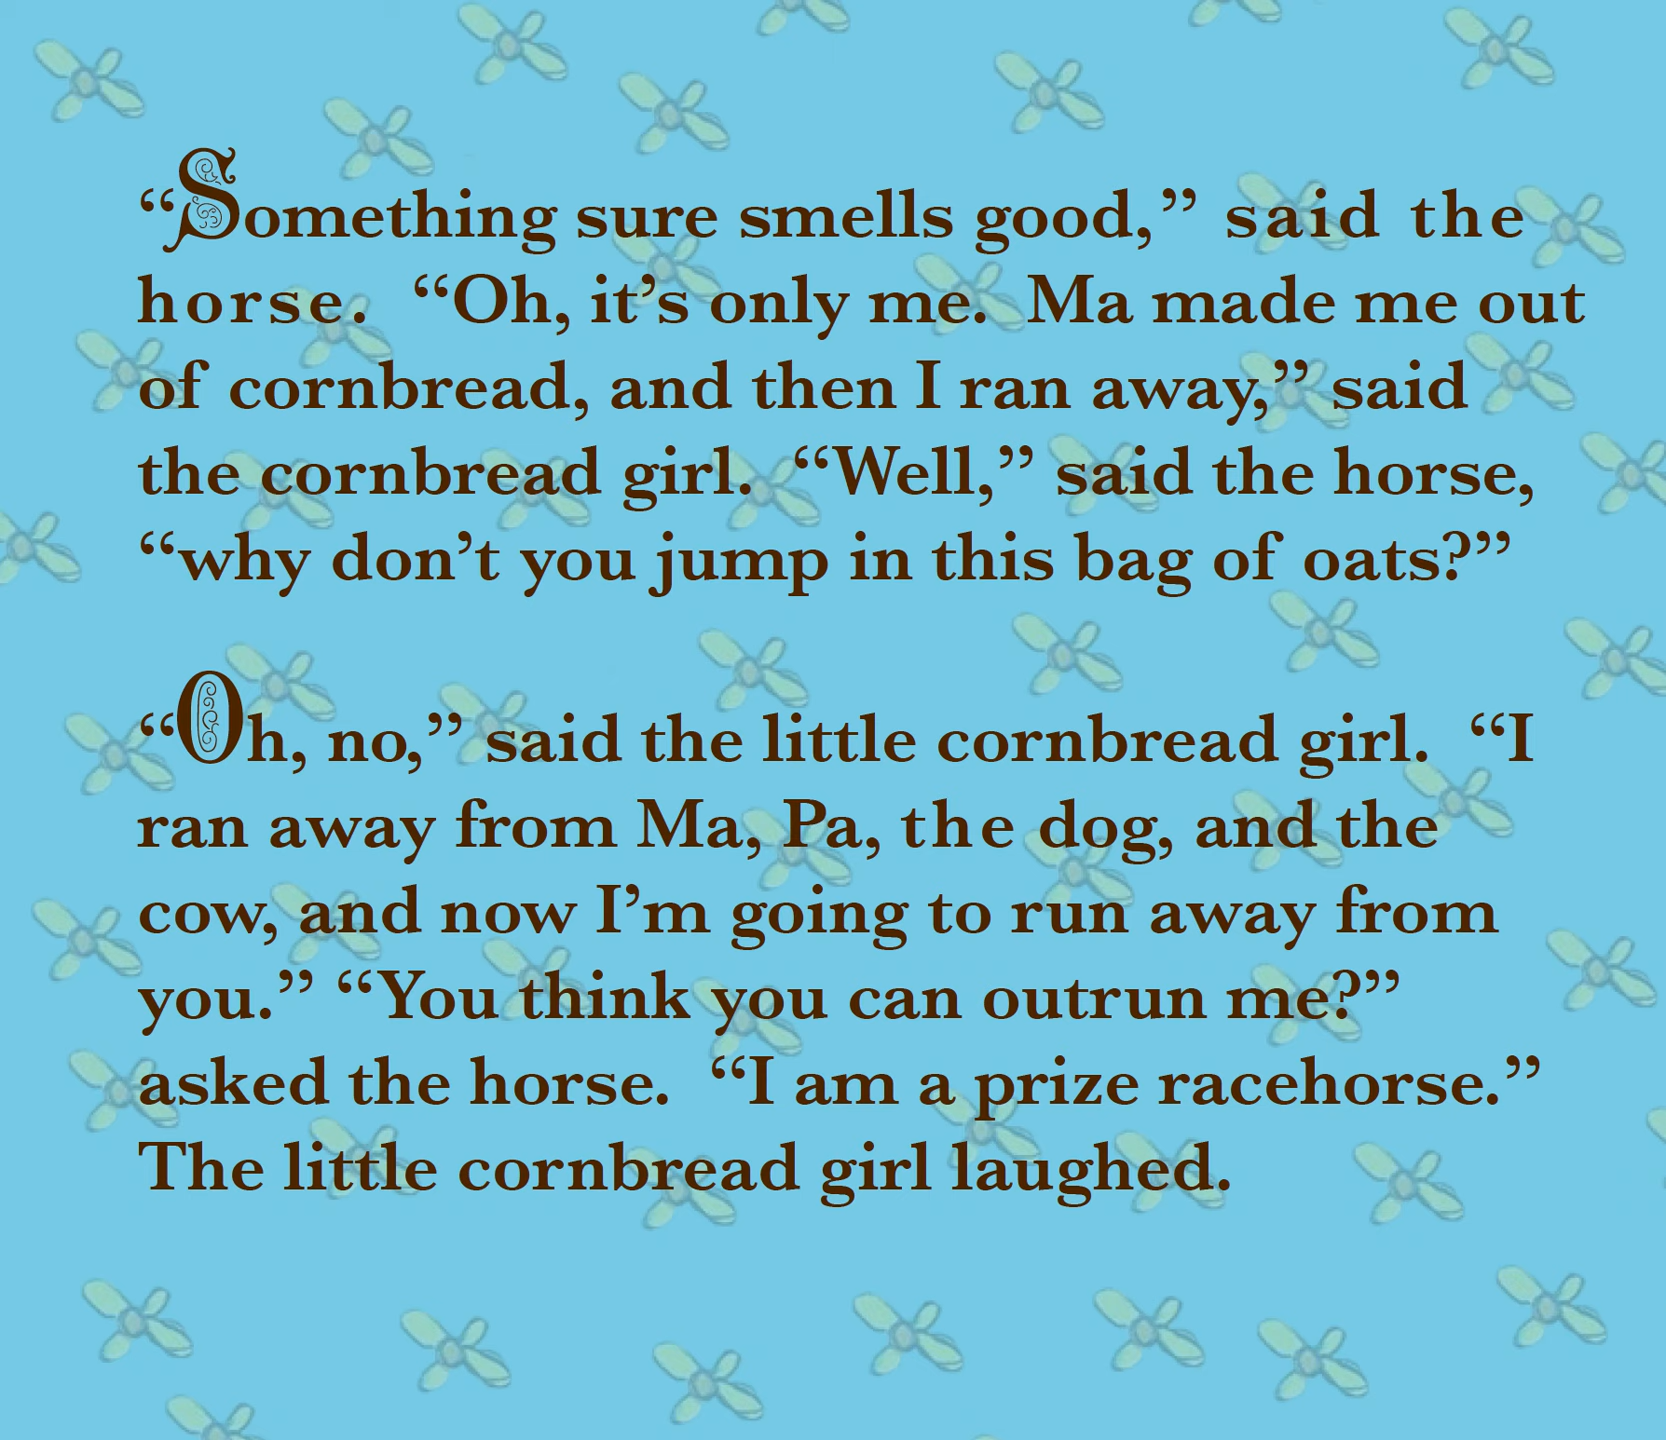 “Something sure smells good,” said the
horse. “Oh, it’s only me. Ma made me out
of cornbread, and then I ran away,” said
the cornbread girl. “Well,” said the horse,
“why don’t you jump in this bag of oats?”
“Oh, no,” said the little cornbread girl. “I
ran away from Ma, Pa, the dog, and the
cow, and now I’m going to run away from
you.” “You think you can outrun me?”
asked the horse. “I am a prize racehorse.”
The little cornbread girl laughed.